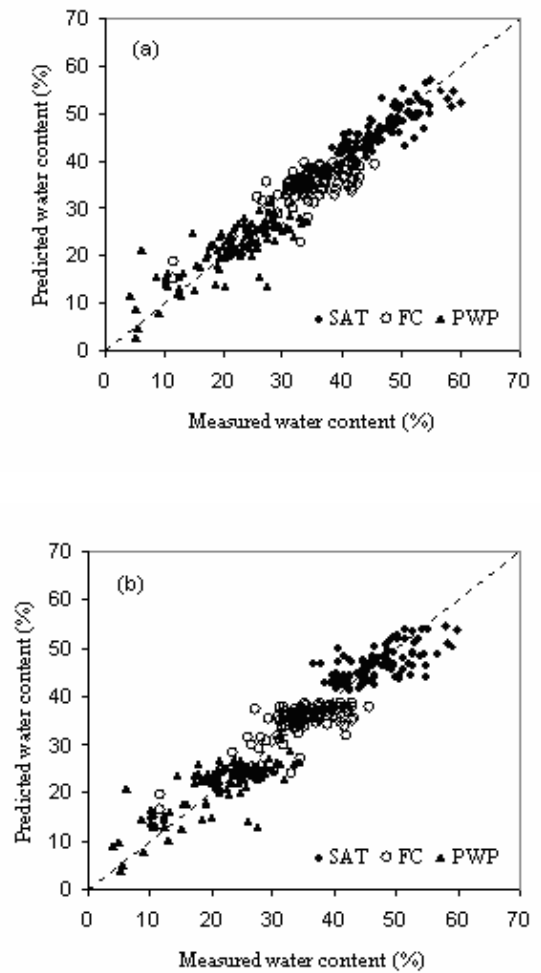 70
(a)
60
50
40
30
20
10
0
Predicted water content (%)
SAT FC PWP
0 10 20 30 40 50 60 70
Measured water content (%)
70
(b)
60
50
40
30
20
10
0
Predicted water content (%)
SAT FC PWP
0 10 20 30 40 50 60 70
Measured water content (%)